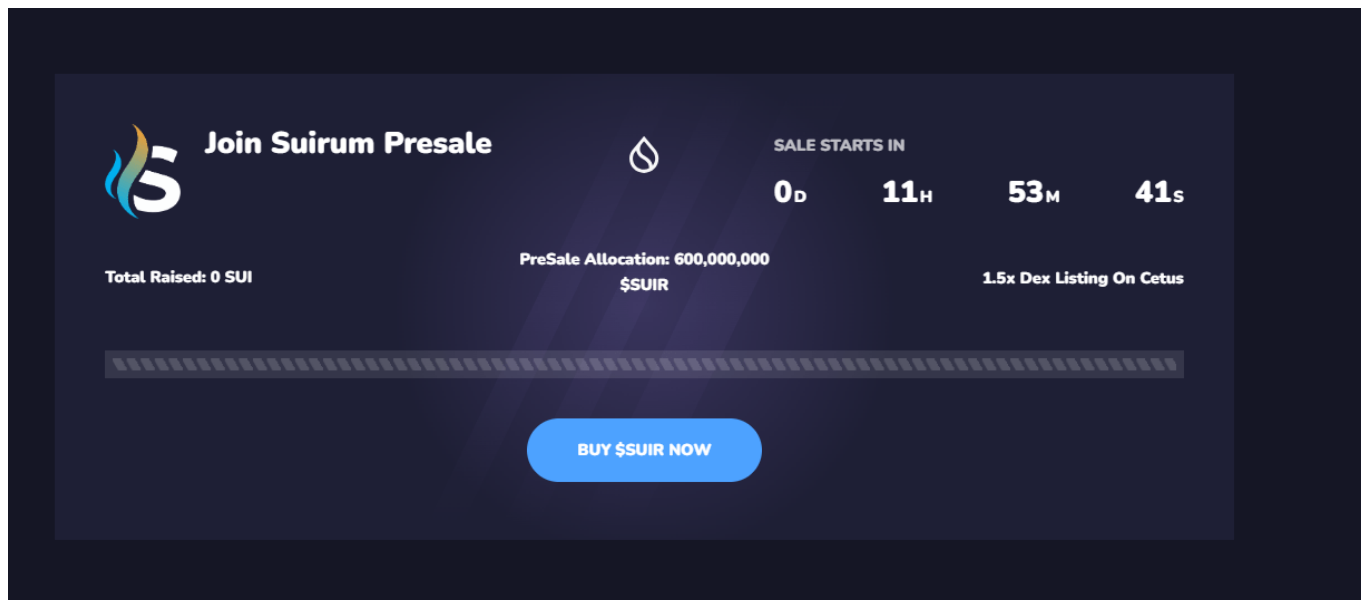 Join Suirum Presale
SALE STARTS IN
0D 11H 53M 41S
Total Raised: 0 SUI
PreSale Allocation: 600,000,000
$SUIR
1.5x Dex Listing On Cetus
BUY $SUIR NOW